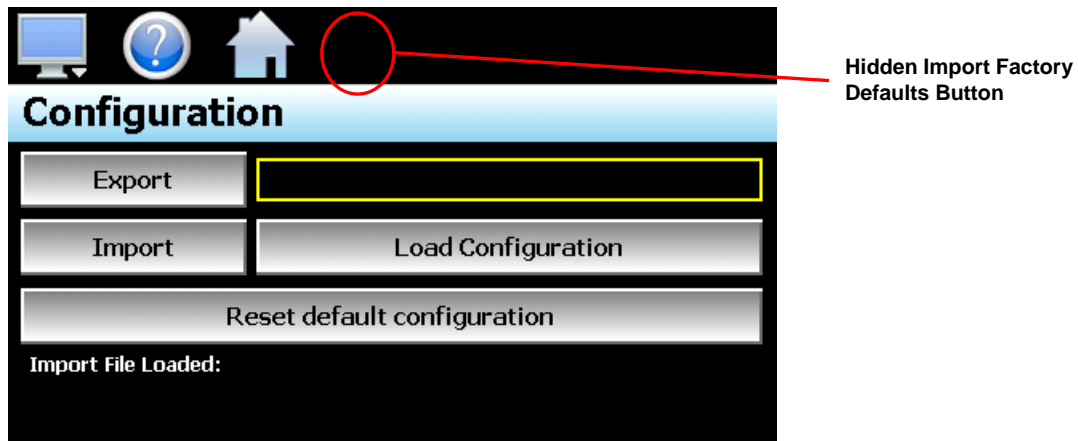 ?
Hidden Import Factory
Defaults Button
Configuration
Export
Import
Load Configuration
Reset default configuration
Import File Loaded: